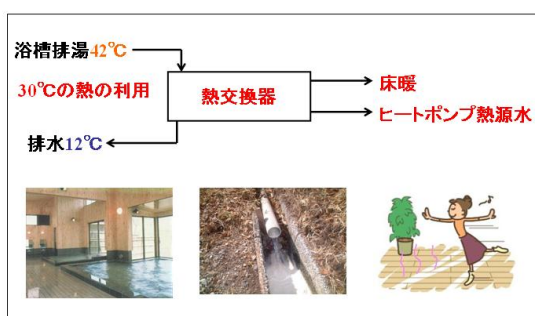 浴槽排湯42℃
30℃の熱の利用
熱交換器
床暖
ヒートポンプ熱源水
排水12℃